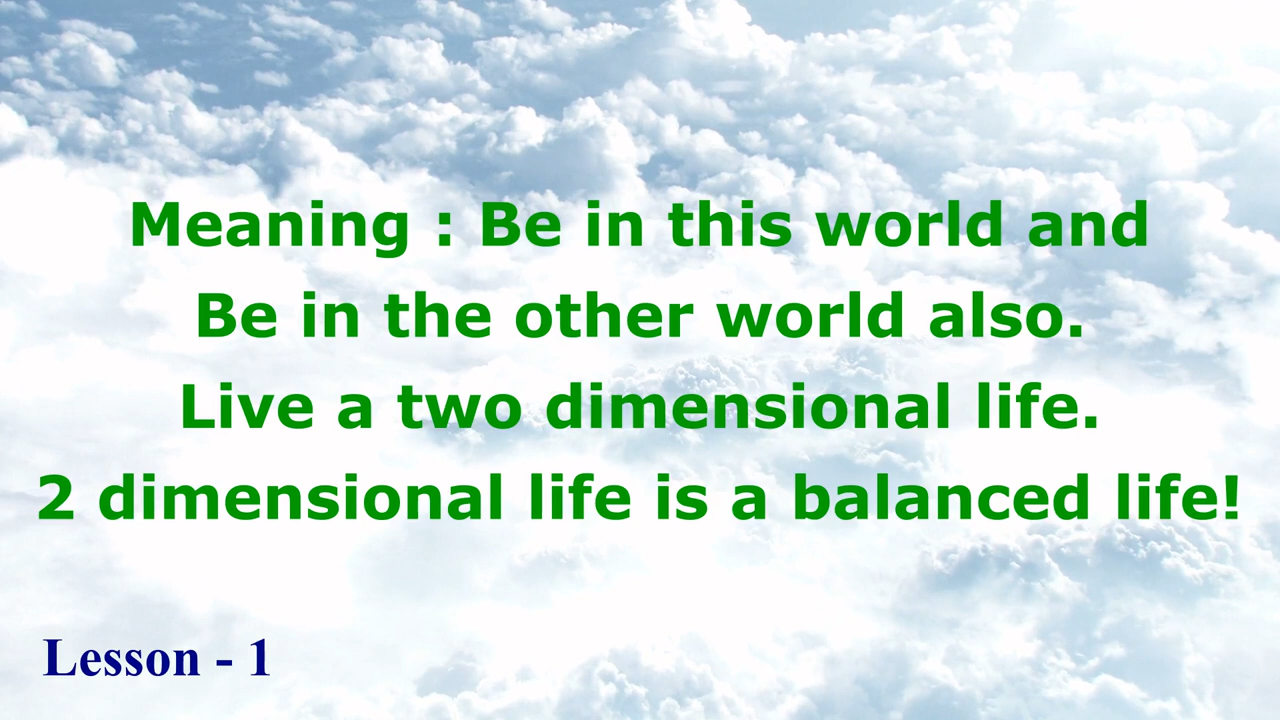 Meaning : Be in this world and
Be in the other world also.
Live a two dimensional life.
2 dimensional life is a balanced life!
Lesson - 1